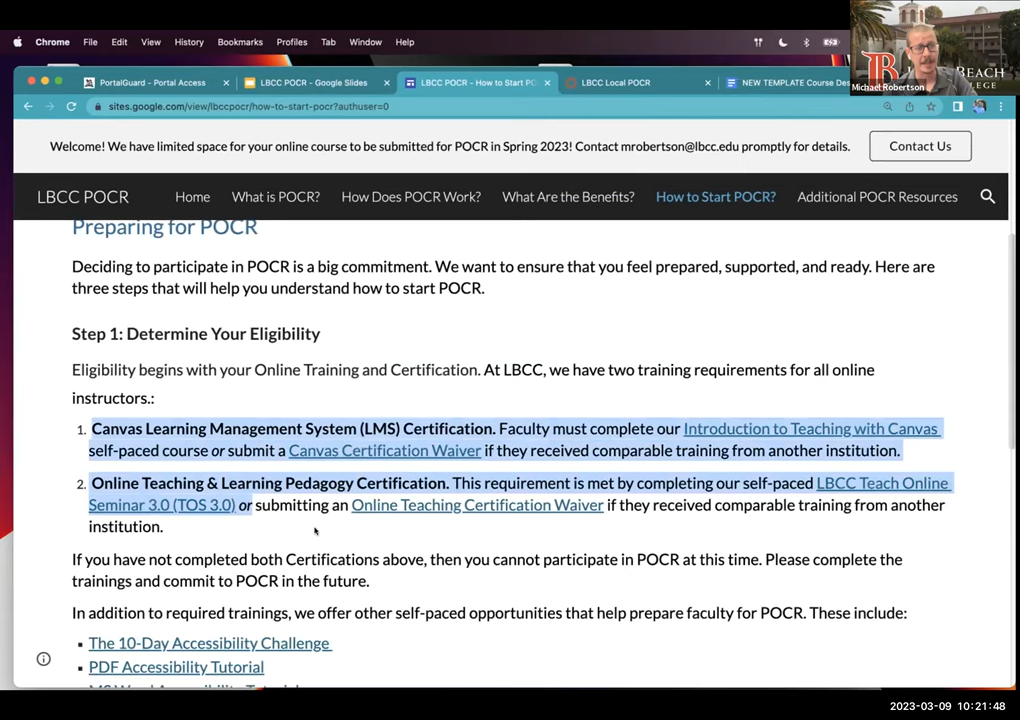 Chrome File Edit View History Bookmarks Profiles Tab Window Help
PortalGuard - Portal Access LBCC POCR - Google Slides LBCC POCR - How to Start PO LBCC Local POCR NEW TEMPLATE Course Des
sites.google.com/view/lbccpocr/how-to-start-pocr?authuser=0
BEACH
LEGE
Michael Robertson
Welcome! We have limited space for your online course to be submitted for POCR in Spring 2023! Contact mrobertson@lbcc.edu promptly for details.
Contact Us
LBCC POCR Home What is POCR? How Does POCR Work? What Are the Benefits? How to Start POCR? Additional POCR Resources
Preparing for POCR
Deciding to participate in POCR is a big commitment. We want to ensure that you feel prepared, supported, and ready. Here are
three steps that will help you understand how to start POCR.
Step 1: Determine Your Eligibility
Eligibility begins with your Online Training and Certification. At LBCC, we have two training requirements for all online
instructors.:
1. Canvas Learning Management System (LMS) Certification. Faculty must complete our Introduction to Teaching with Canvas
self-paced course or submit a Canvas Certification Waiver if they received comparable training from another institution.
2. Online Teaching & Learning Pedagogy Certification. This requirement is met by completing our self-paced LBCC Teach Online
Seminar 3.0 (TOS 3.0) or submitting an Online Teaching Certification Waiver if they received comparable training from another
institution.
If you have not completed both Certifications above, then you cannot participate in POCR at this time. Please complete the
trainings and commit to POCR in the future.
In addition to required trainings, we offer other self-paced opportunities that help prepare faculty for POCR. These include:
▪ The 10-Day Accessibility Challenge
▪ PDF Accessibility Tutorial
2023-03-09 10:21:48